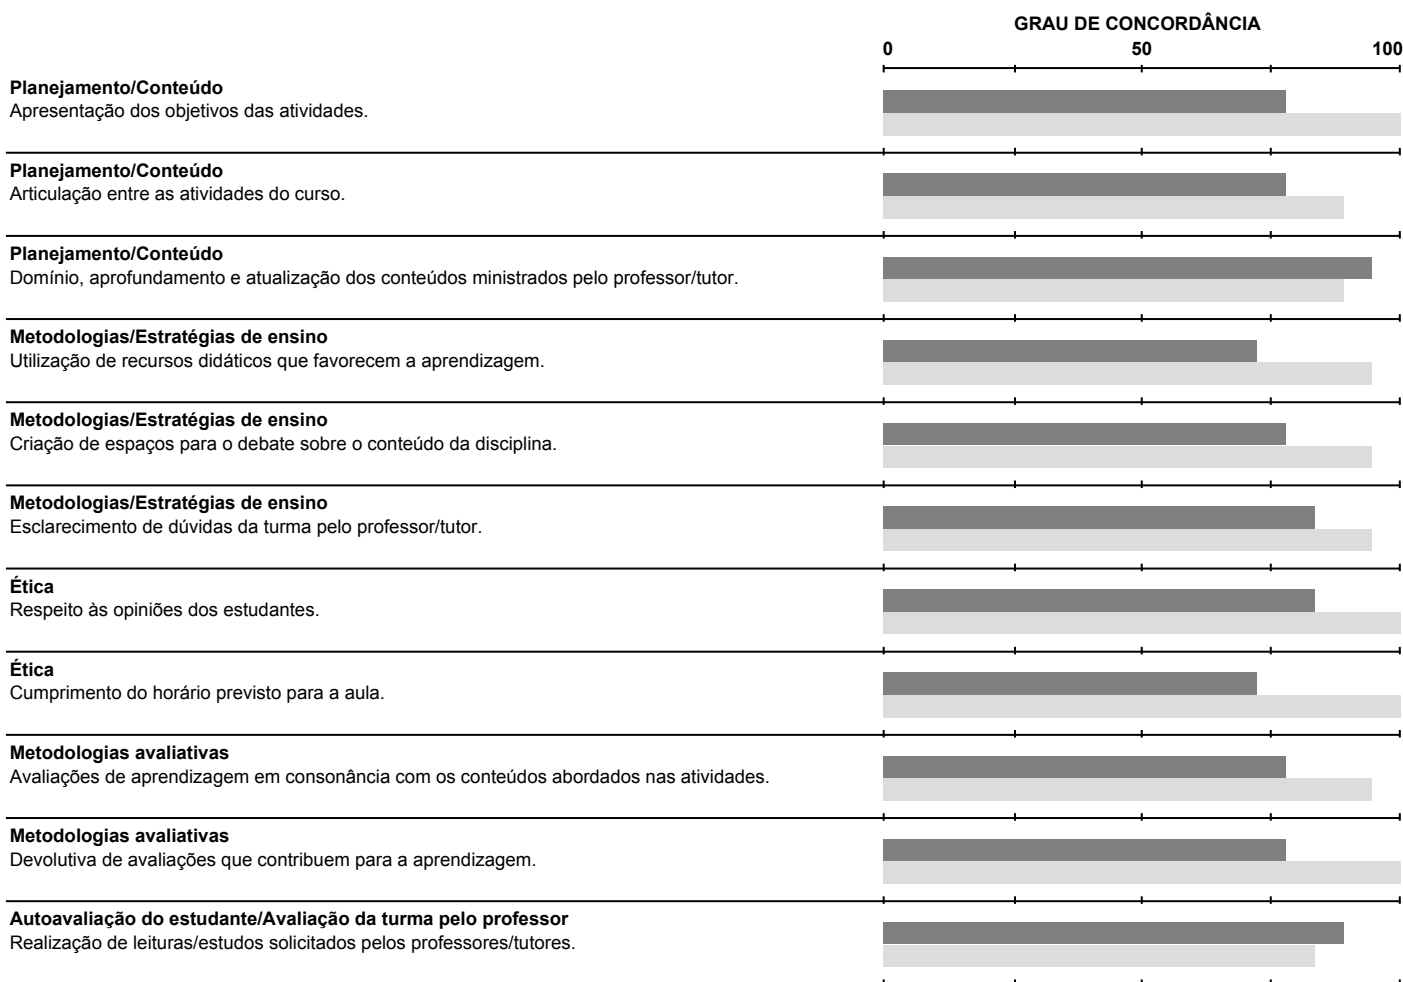 GRAU DE CONCORDÂNCIA
0 50 100
Planejamento/Conteúdo
Apresentação dos objetivos das atividades.
Planejamento/Conteúdo
Articulação entre as atividades do curso.
Planejamento/Conteúdo
Domínio, aprofundamento e atualização dos conteúdos ministrados pelo professor/tutor.
Metodologias/Estratégias de ensino
Utilização de recursos didáticos que favorecem a aprendizagem.
Metodologias/Estratégias de ensino
Criação de espaços para o debate sobre o conteúdo da disciplina.
Metodologias/Estratégias de ensino
Esclarecimento de dúvidas da turma pelo professor/tutor.
Ética
Respeito às opiniões dos estudantes.
Ética
Cumprimento do horário previsto para a aula.
Metodologias avaliativas
Avaliações de aprendizagem em consonância com os conteúdos abordados nas atividades.
Metodologias avaliativas
Devolutiva de avaliações que contribuem para a aprendizagem.
Autoavaliação do estudante/Avaliação da turma pelo professor
Realização de leituras/estudos solicitados pelos professores/tutores.